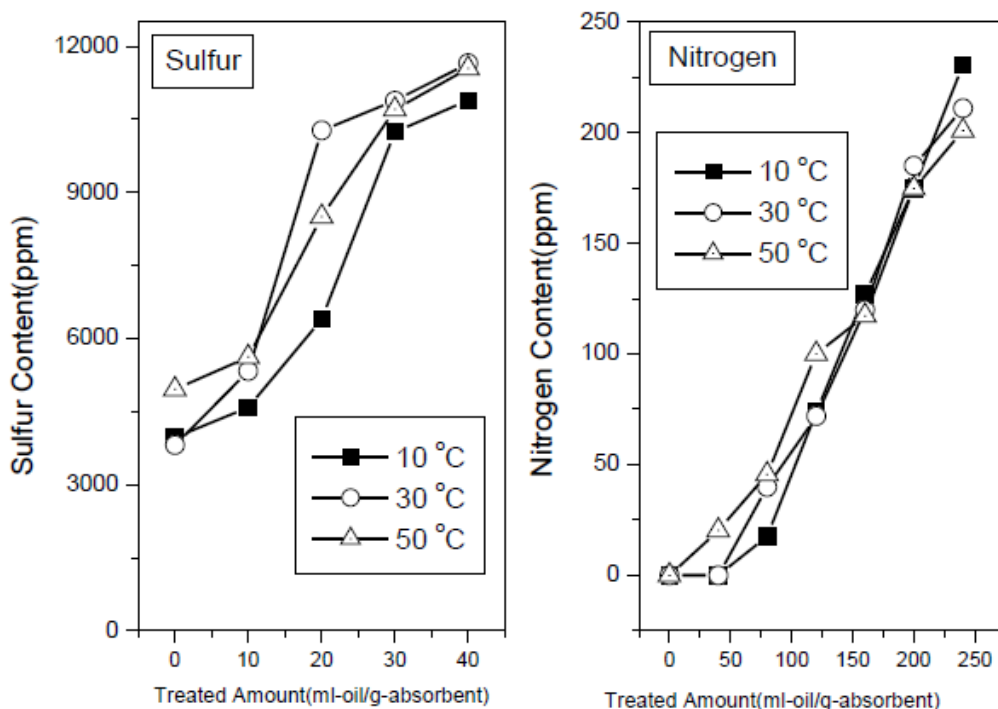 Sulfur
12000
9000
6000
3000
0
Sulfur Content(ppm)
10 °C
30 °C
50 °C
0 10 20 30 40
Treated Amount(ml-oil/g-absorbent)
Nitrogen
250
200
150
100
50
0
Nitrogen Content(ppm)
10 °C
30 °C
50 °C
0 50 100 150 200 250
Treated Amount(ml-oil/g-absorbent)